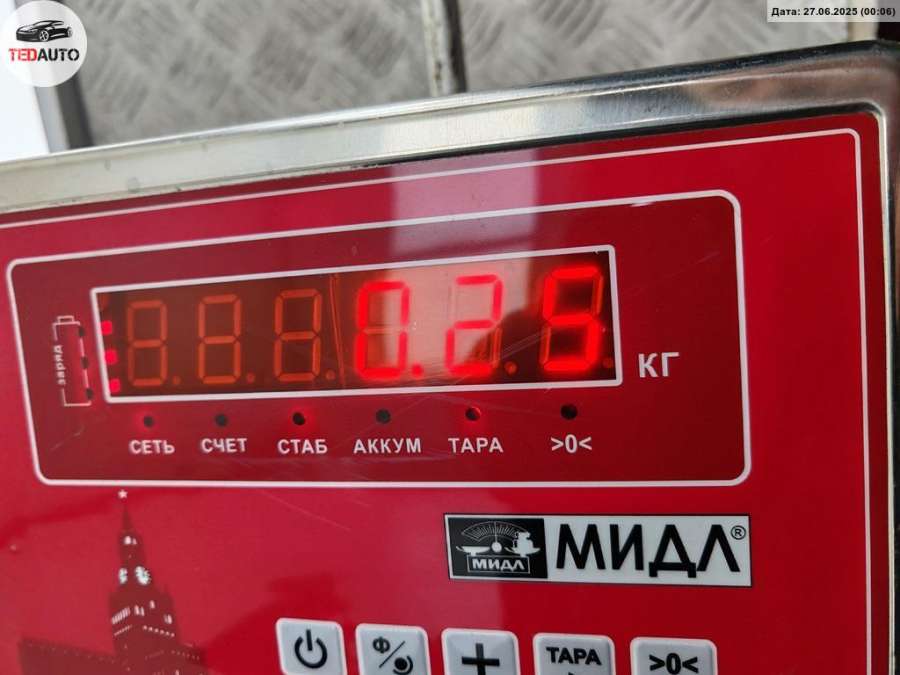 TEDAUTO
Дата: 27.06.2025 (00:06)
заряд
0.25
КГ
СЕТЬ СЧЕТ СТАБ АККУМ ТАРА >0<
МИДЛ МИДЛ®
Ф/ + ТАРА >0<